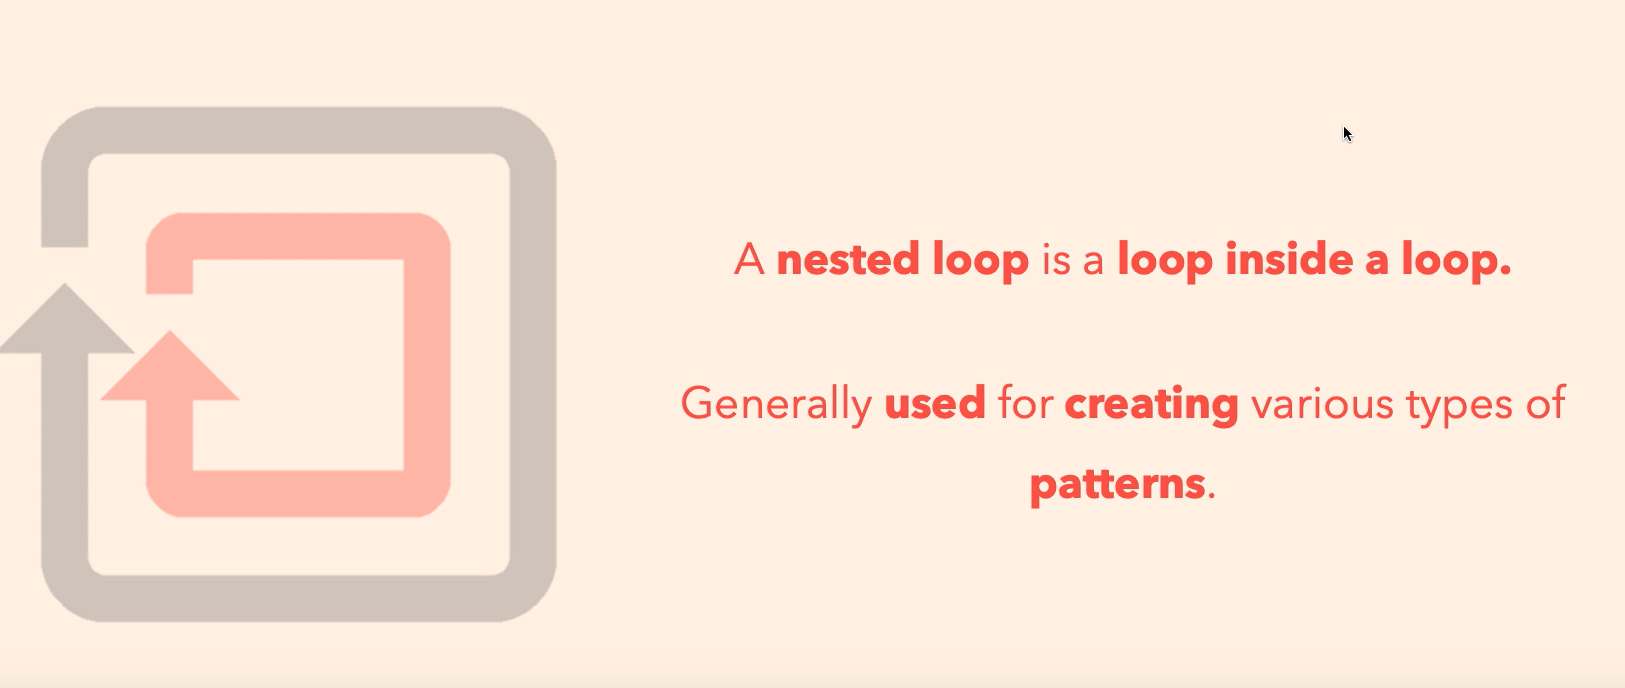 A nested loop is a loop inside a loop.
Generally used for creating various types of
patterns.